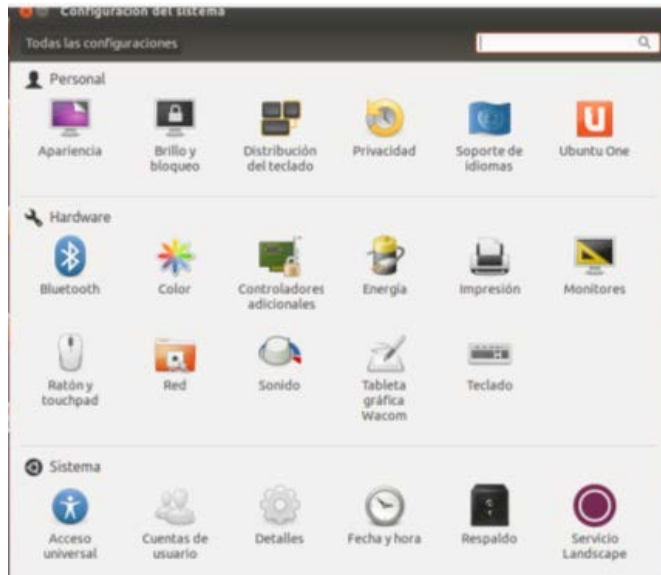 Configuración del sistema
Todas las configuraciones
Personal
Apariencia
Brillo y
bloqueo
Distribución
del teclado
Privacidad
Soporte de
idiomas
Ubuntu One
Hardware
Bluetooth
Color
Controladores
adicionales
Energía
Impresión
Monitores
Ratón y
touchpad
Red
Sonido
Tableta
gráfica
Wacom
Teclado
Sistema
Acceso
universal
Cuentas de
usuario
Detalles
Fecha y hora
Respaldo
Servicio
Landscape